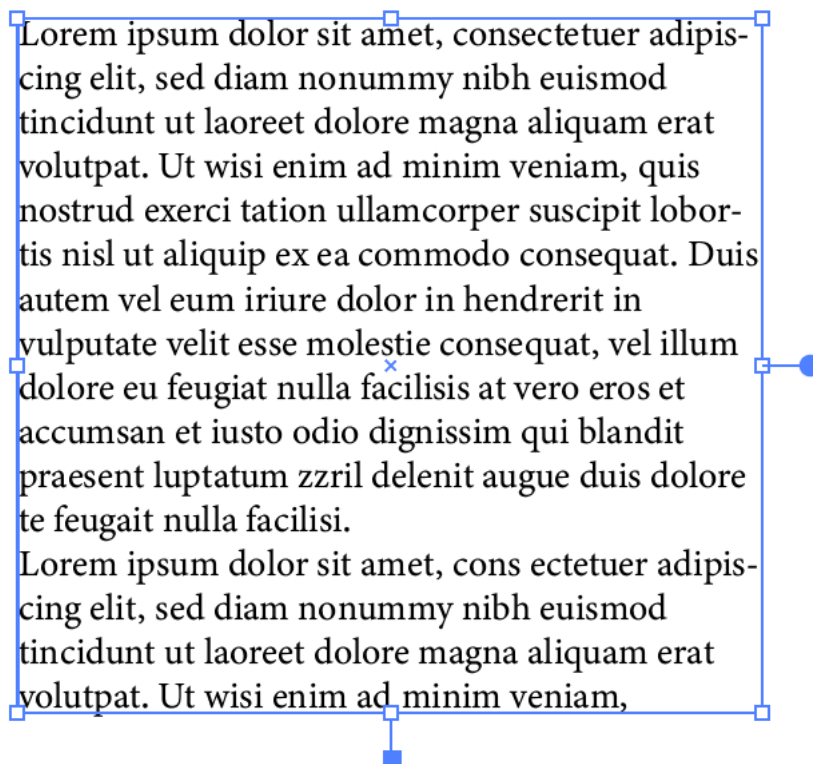 Lorem ipsum dolor sit amet, consectetuer adipis-
cing elit, sed diam nonummy nibh euismod
tincidunt ut laoreet dolore magna aliquam erat
volutpat. Ut wisi enim ad minim veniam, quis
nostrud exerci tation ullamcorper suscipit lobor-
tis nisl ut aliquip ex ea commodo consequat. Duis
autem vel eum iriure dolor in hendrerit in
vulputate velit esse molestie consequat, vel illum
dolore eu feugiat nulla facilisis at vero eros et
accumsan et iusto odio dignissim qui blandit
praesent luptatum zzril delenit augue duis dolore
te feugait nulla facilisi.
Lorem ipsum dolor sit amet, cons ectetuer adipis-
cing elit, sed diam nonummy nibh euismod
tincidunt ut laoreet dolore magna aliquam erat
volutpat. Ut wisi enim ad minim veniam,